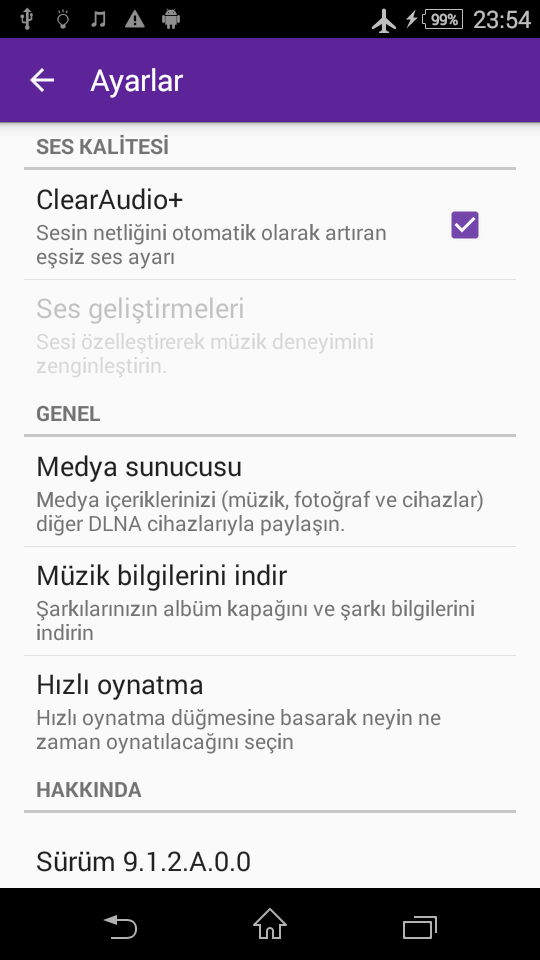 99% 23:54
Ayarlar
SES KALİTESİ
ClearAudio+
Sesin netliğini otomatik olarak artıran
eşsiz ses ayarı
Ses geliştirmeleri
Sesi özelleştirerek müzik deneyimini
zenginleştirin.
GENEL
Medya sunucusu
Medya içeriklerinizi (müzik, fotoğraf ve cihazlar)
diğer DLNA cihazlarıyla paylaşın.
Müzik bilgilerini indir
Şarkılarınızın albüm kapağını ve şarkı bilgilerini
indirin
Hızlı oynatma
Hızlı oynatma düğmesine basarak neyin ne
zaman oynatılacağını seçin
HAKKINDA
Sürüm 9.1.2.A.0.0